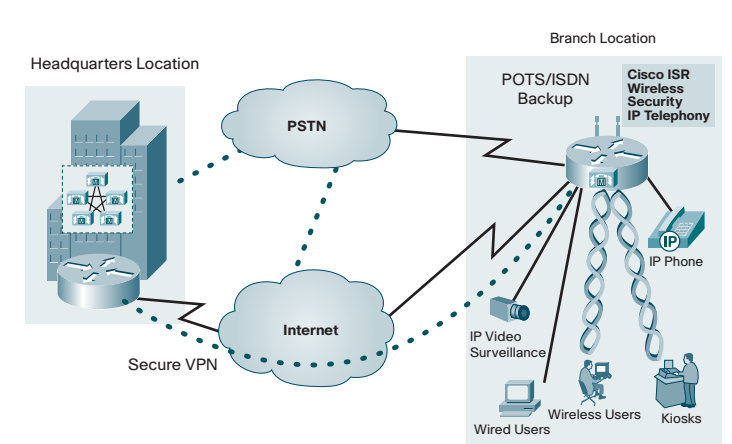 Branch Location
Headquarters Location
POTS/ISDN
Backup
Cisco ISR
Wireless
Security
IP Telephony
PSTN
IP
IP Phone
Internet
IP Video
Surveillance
Secure VPN
Wired Users
Wireless Users
Kiosks